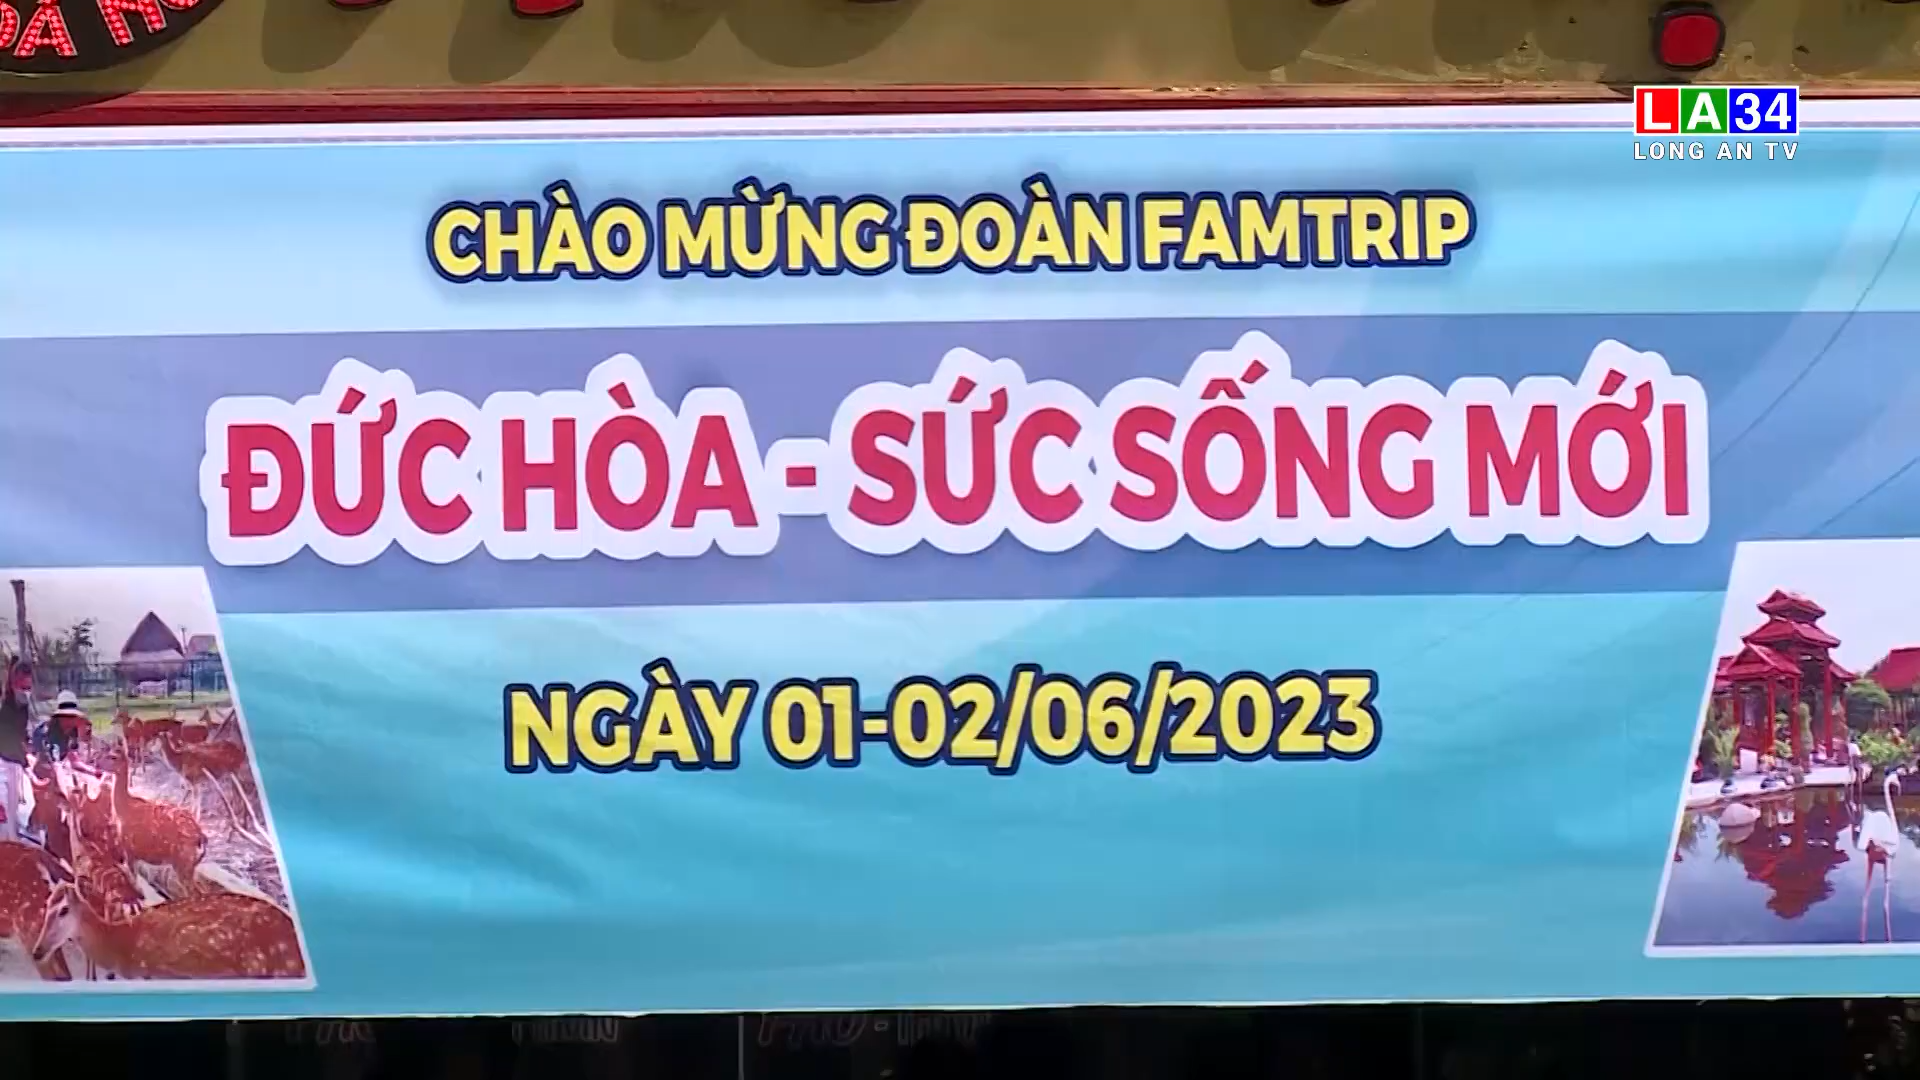 LA34
LONG AN TV
CHÀO MỪNG ĐOÀN FAMTRIP
ĐỨC HÒA - SỨC SỐNG MỚI
NGÀY 01-02/06/2023